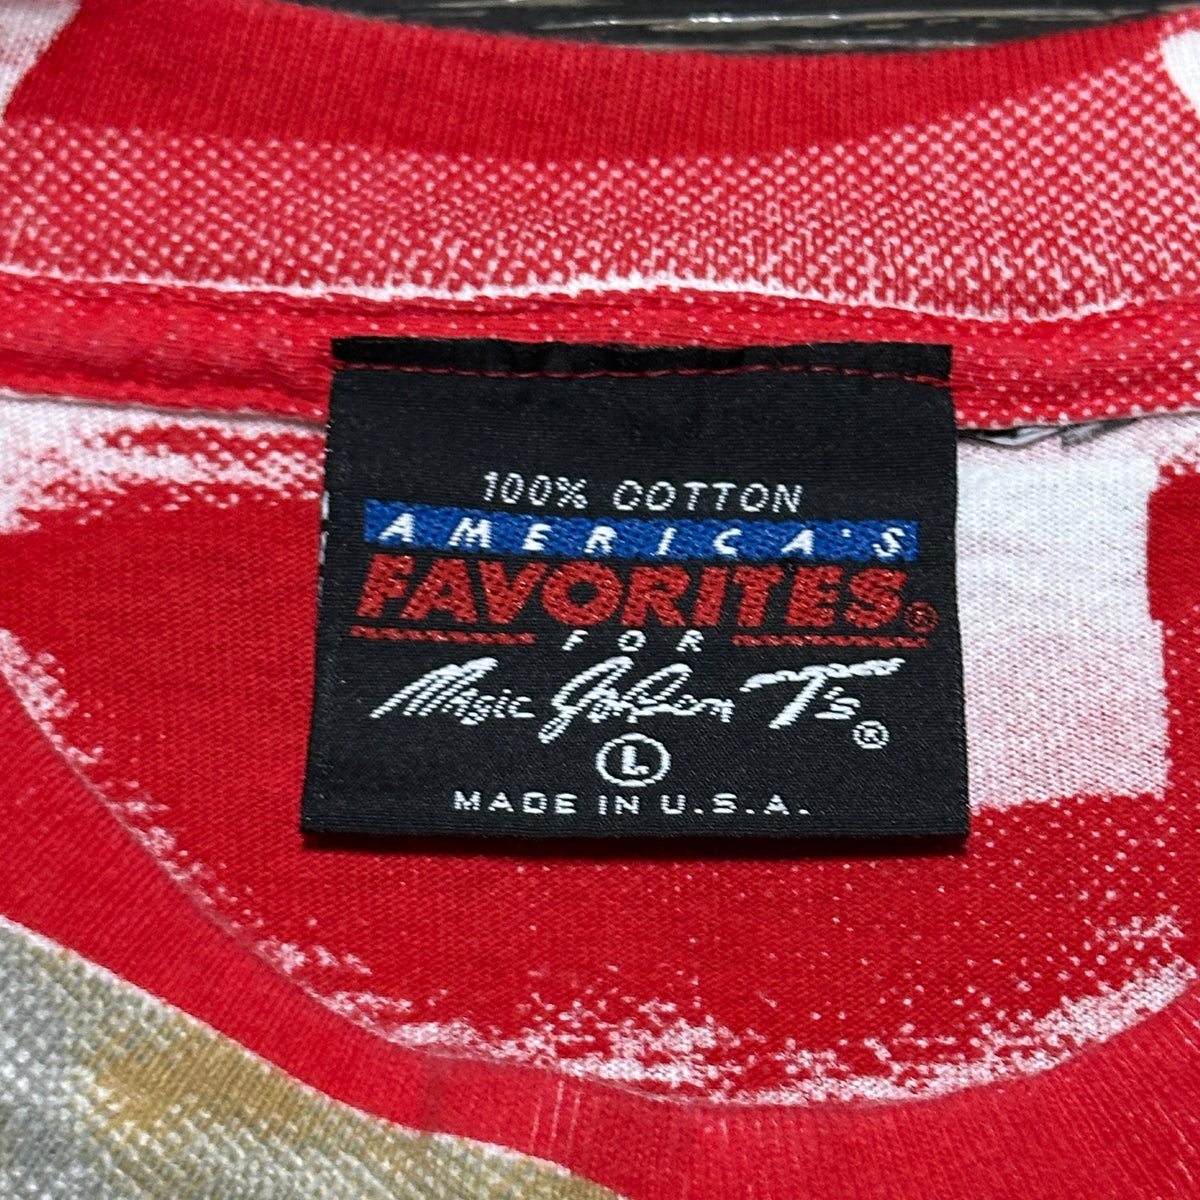 100% COTTON
AMERICA'S
FAVORITES®
FOR
Magic Johnson T's®
L
MADE IN U.S.A.